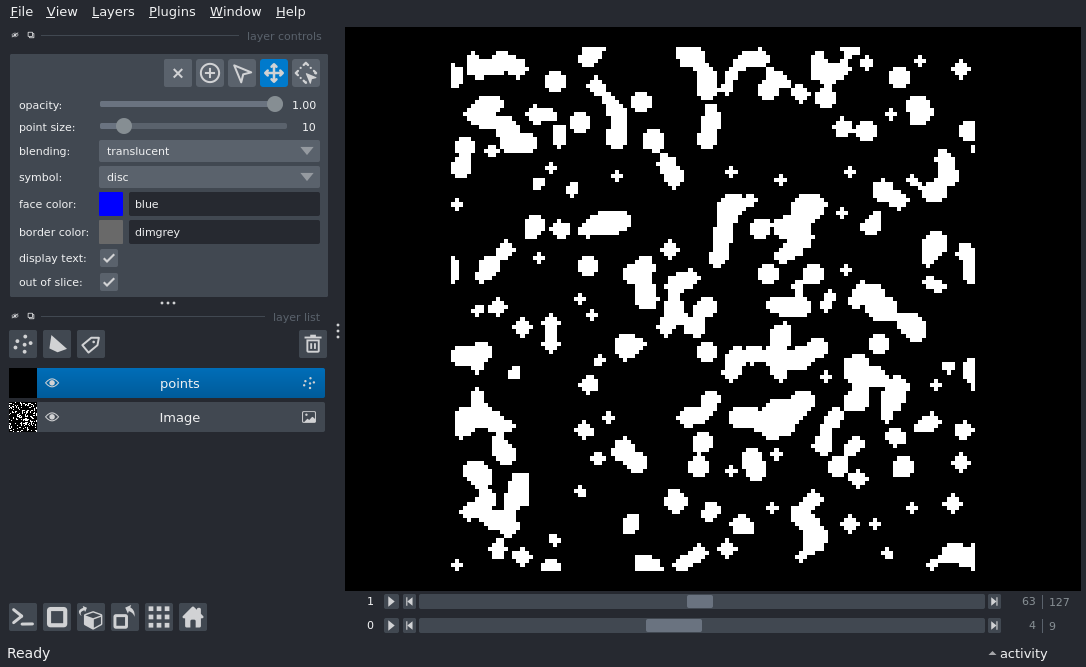 File View Layers Plugins Window Help
layer controls
opacity: 1.00
point size: 10
blending: translucent
symbol: disc
face color: blue
border color: dimgrey
display text:
out of slice:
layer list
points
Image
1 63 127
0 4 9
Ready activity